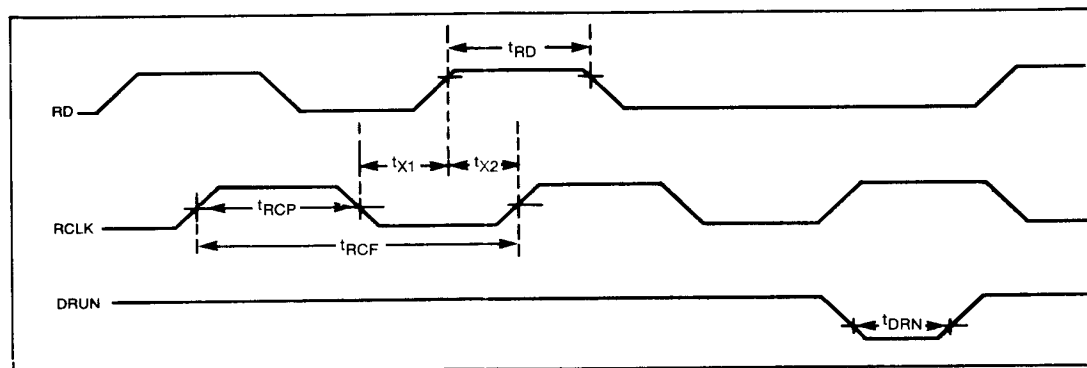 tRD
RD
tX1
tX2
tRCP
RCLK
tRCF
DRUN
tDRN